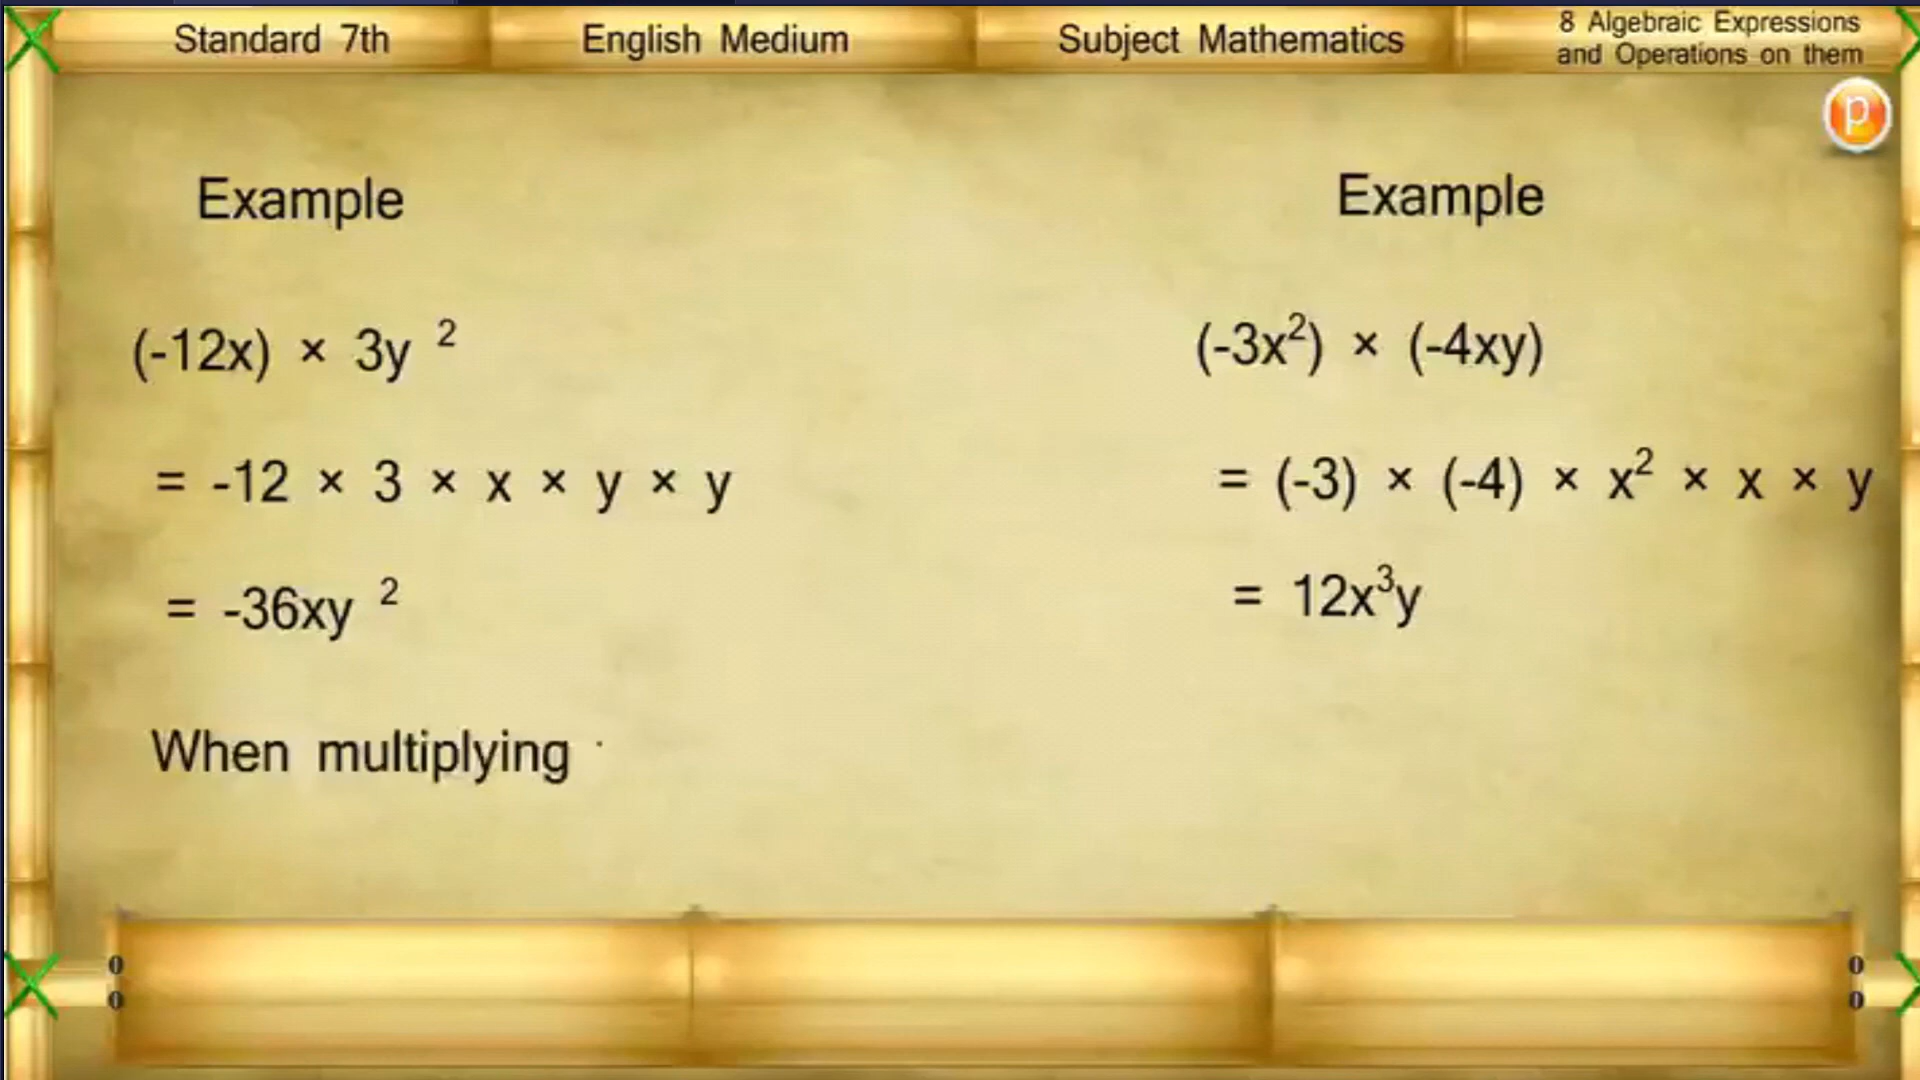 Standard 7th
English Medium
Subject Mathematics
8 Algebraic Expressions
and Operations on them
p
Example
(-12x) × 3y ²
= -12 × 3 × x × y × y
= -36xy ²
When multiplying
Example
(-3x²) × (-4xy)
= (-3) × (-4) × x² × x × y
= 12x³y